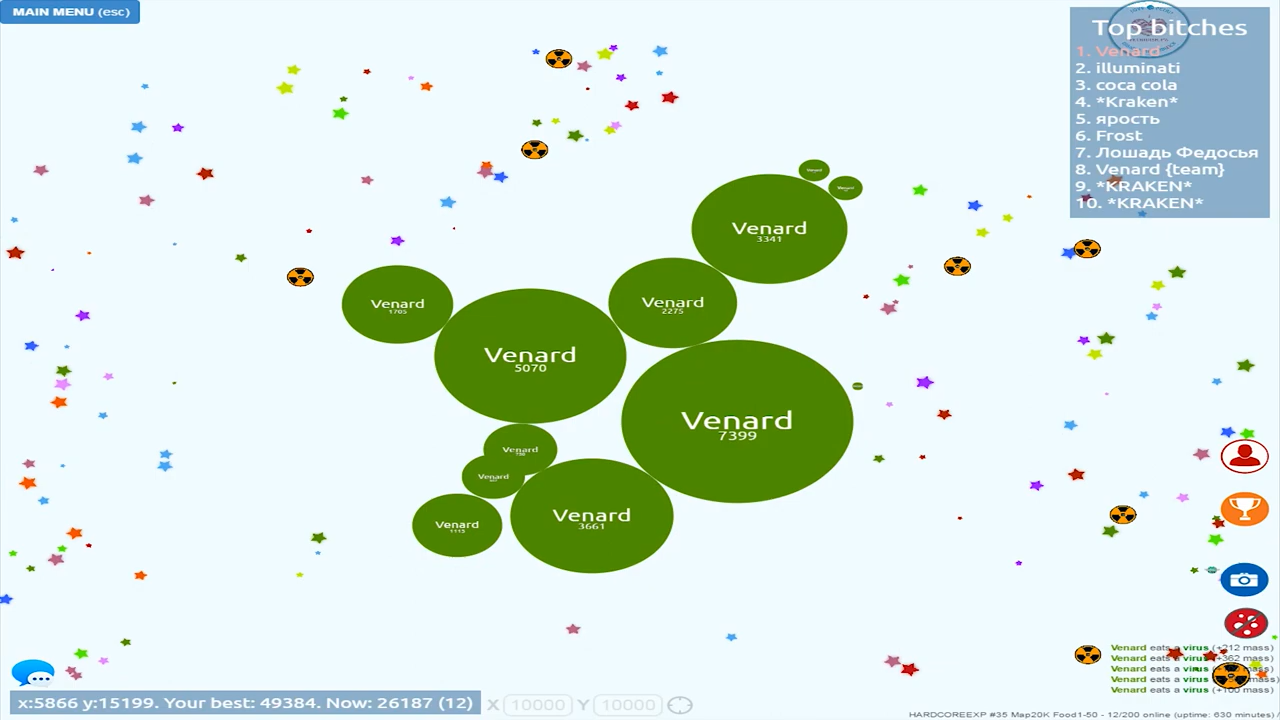 MAIN MENU (esc)
Top bitches
1. Venard
2. illuminati
3. coca cola
4. *Kraken*
5. ярость
6. Frost
7. Лошадь Федосья
8. Venard {team}
9. *KRAKEN*
10. *KRAKEN*
Venard
3341
Venard
1705
Venard
2275
Venard
5070
Venard
7399
Venard
Venard
Venard
1113
Venard
3661
Venard eats a virus (+212 mass)
Venard eats a virus (+362 mass)
Venard eats a virus
Venard eats a virus mass)
Venard eats a virus (+100 mass)
x:5866 y:15199. Your best: 49384. Now: 26187 (12)
X 10000 Y 10000
HARDCOREEXP #35 Map20K Food1-50 - 12/200 online (uptime: 630 minutes) /